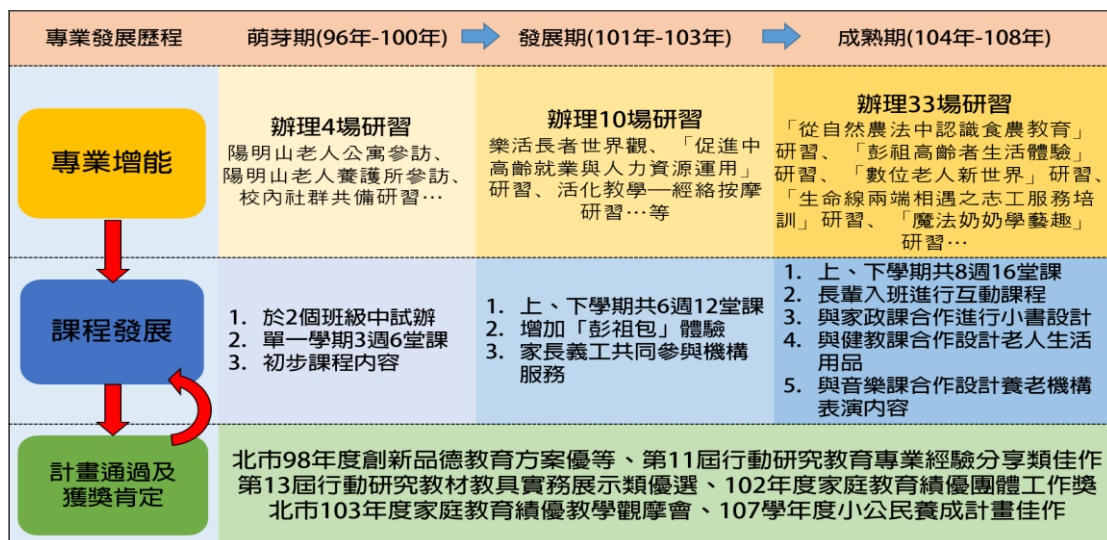 專業發展歷程
萌芽期(96年-100年)
發展期(101年-103年)
成熟期(104年-108年)
專業增能
辦理4場研習
陽明山老人公寓參訪、
陽明山老人養護所參訪、
校內社群共備研習…
辦理10場研習
樂活長者世界觀、「促進中
高齡就業與人力資源運用」
研習、活化教學—經絡按摩
研習…等
辦理33場研習
「從自然農法中認識食農教育」
研習、「彭祖高齡者生活體驗」
研習、「數位老人新世界」研習、
「生命線兩端相遇之志工服務培
訓」研習、「魔法奶奶學藝趣」
研習…
課程發展
1. 於2個班級中試辦
2. 單一學期3週6堂課
3. 初步課程內容
1. 上、下學期共6週12堂課
2. 增加「彭祖包」體驗
3. 家長義工共同參與機構
服務
1. 上、下學期共8週16堂課
2. 長輩入班進行互動課程
3. 與家政課合作進行小書設計
4. 與健教課合作設計老人生活
用品
5. 與音樂課合作設計養老機構
表演內容
計畫通過及
獲獎肯定
北市98年度創新品德教育方案優等、第11屆行動研究教育專業經驗分享類佳作
第13屆行動研究教材教具實務展示類優選、102年度家庭教育績優團體工作獎
北市103年度家庭教育績優教學觀摩會、107學年度小公民養成計畫佳作